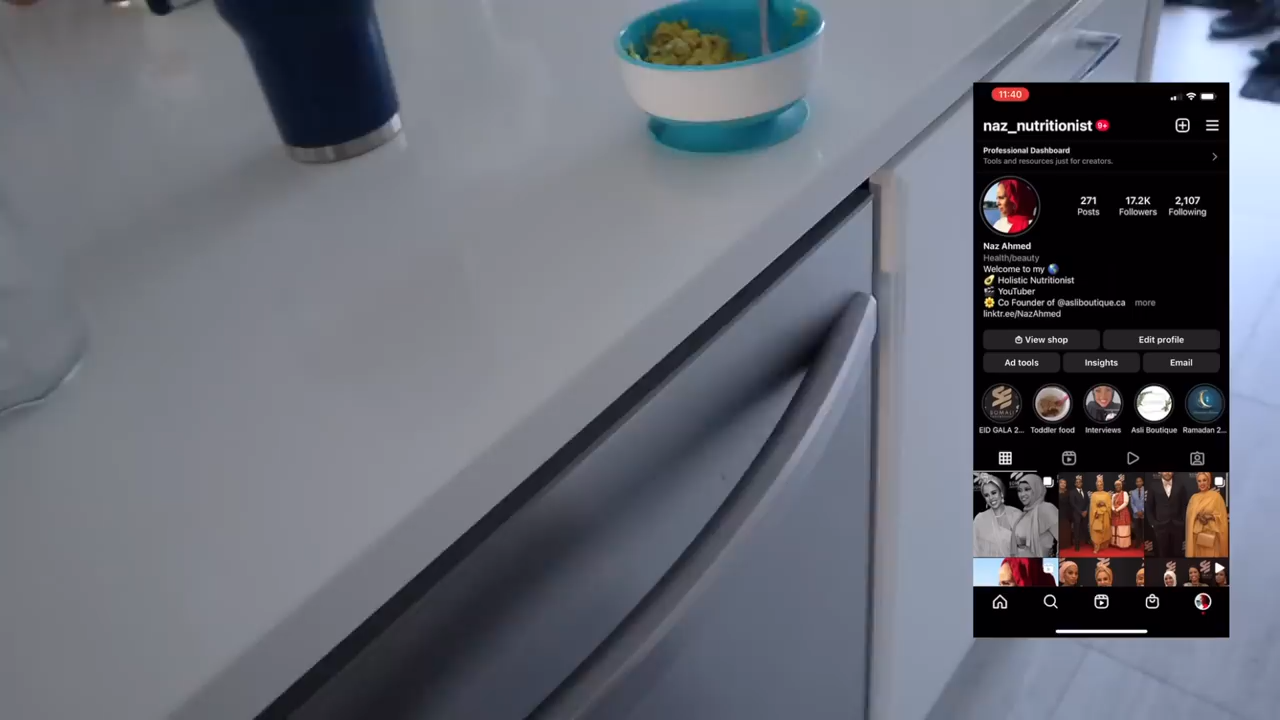 11:40
naz_nutritionist 9+
Professional Dashboard
Tools and resources just for creators.
271 17.2K 2,107
Posts Followers Following
Naz Ahmed
Health/beauty
Welcome to my
Holistic Nutritionist
YouTuber
Co Founder of @asliboutique.ca more
linktr.ee/NazAhmed
View shop Edit profile
Ad tools Insights Email
SOMALI
EID GALA 2... Toddler food Interviews Asli Boutique Ramadan 2...